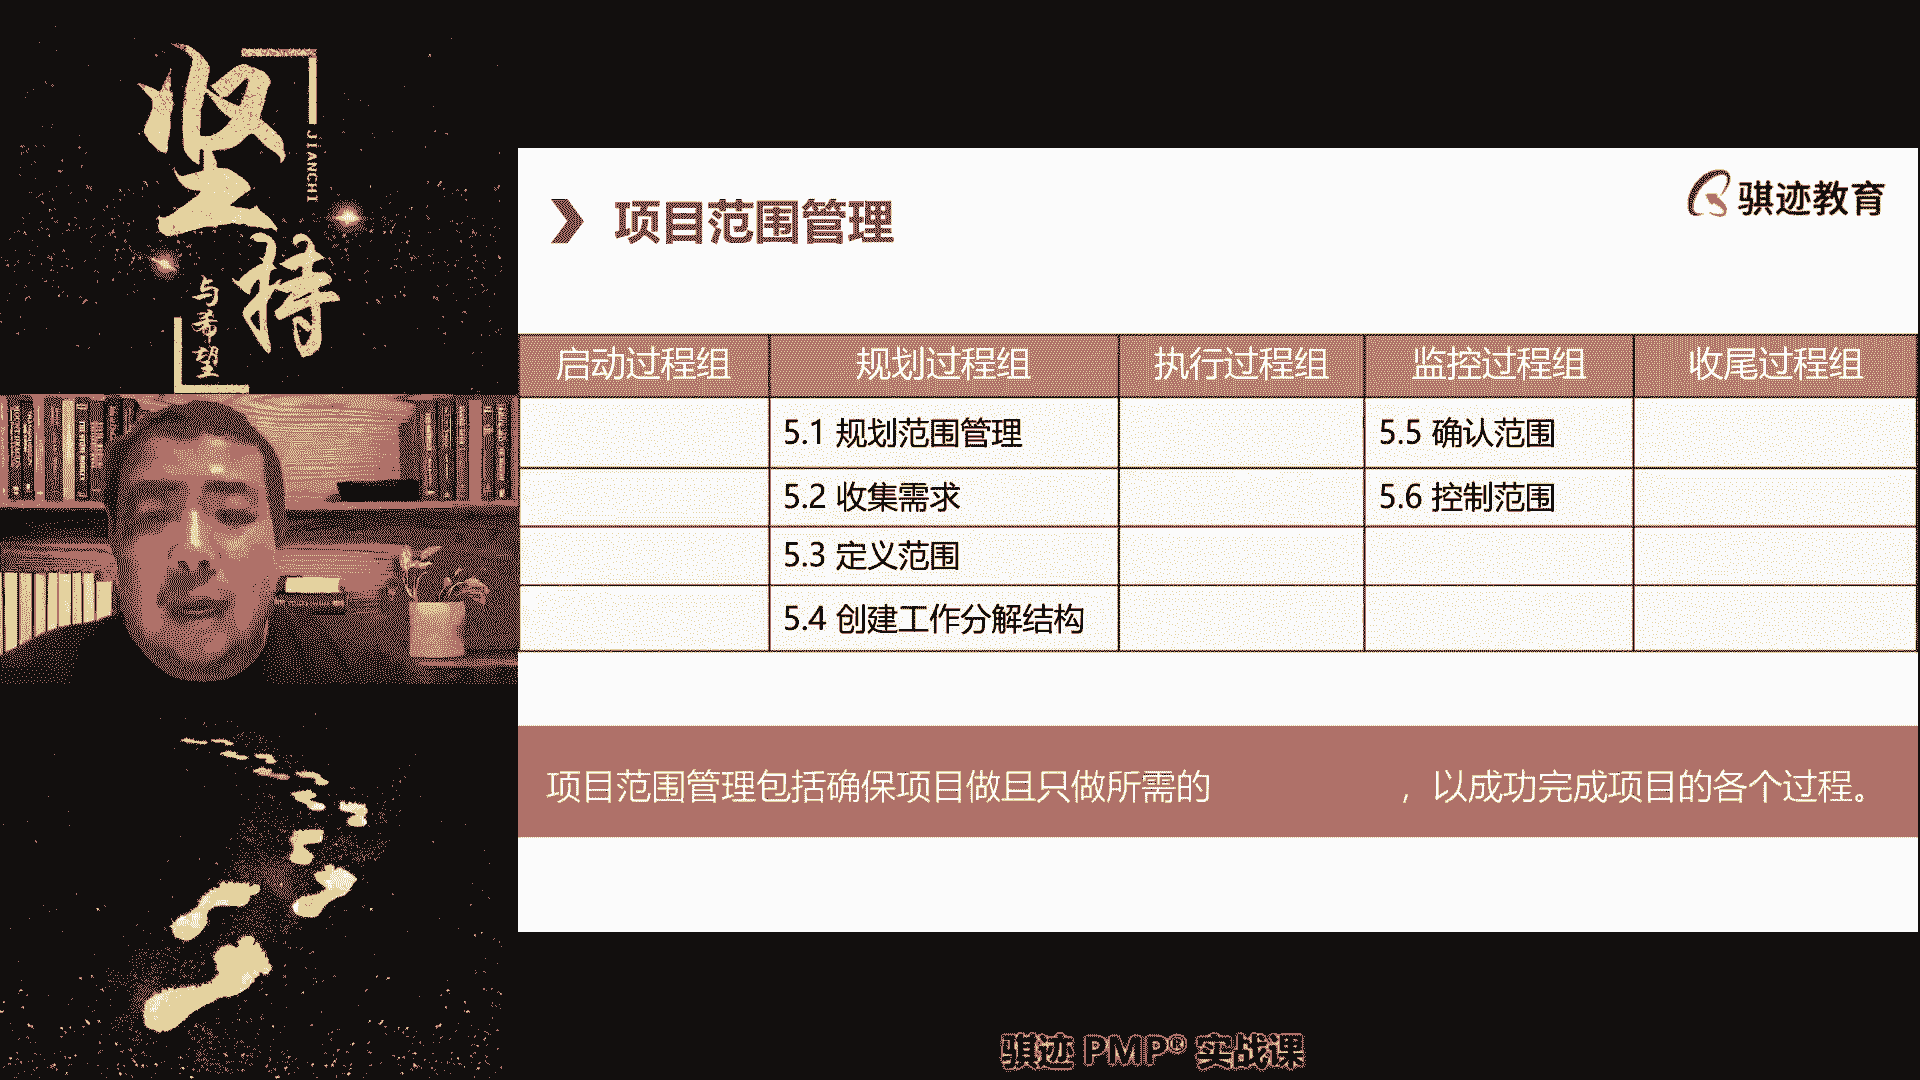 坚持
JIANCHI
与希望
骐迹教育
项目范围管理
启动过程组 规划过程组 执行过程组 监控过程组 收尾过程组
5.1 规划范围管理 5.5 确认范围
5.2 收集需求 5.6 控制范围
5.3 定义范围
5.4 创建工作分解结构
项目范围管理包括确保项目做且只做所需的 ，以成功完成项目的各个过程。
骐迹 PMP® 实战课